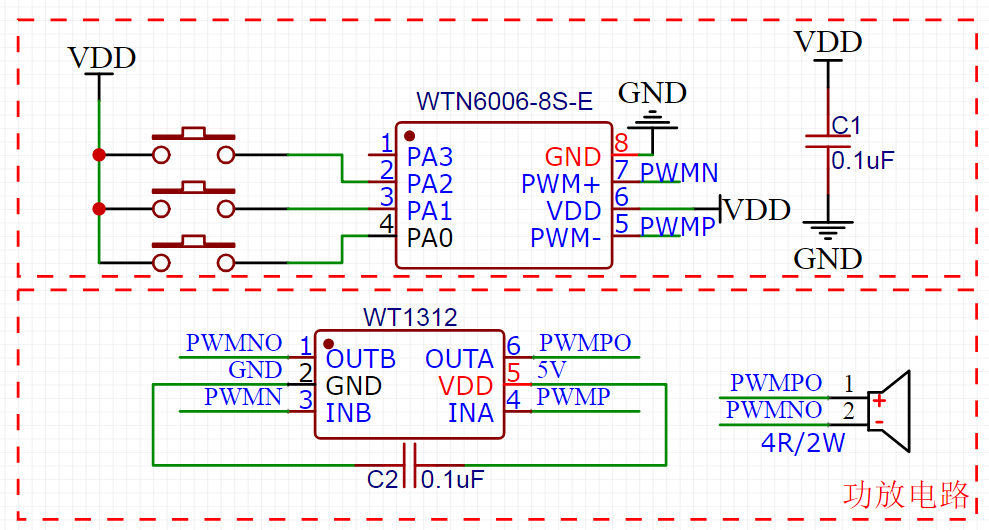 VDD
VDD
WTN6006-8S-E
GND
C1
0.1uF
1
PA3
GND
8
2
PA2
PWM+
7
PWMN
3
PA1
VDD
6
VDD
4
PA0
PWM-
5
PWMP
GND
WT1312
PWMNO
1
OUTB
OUTA
6
PWMPO
GND
2
GND
VDD
5
5V
PWMN
3
INB
INA
4
PWMP
PWMPO
1
+
PWMNO
2
-
4R/2W
C2
0.1uF
功放电路